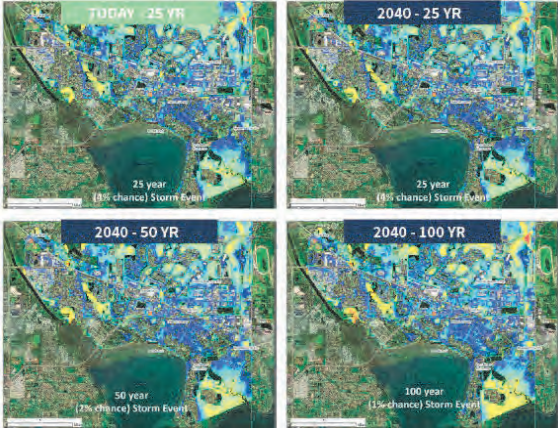 TODAY - 25 YR
25 year
(4% chance) Storm Event
2040 - 25 YR
25 year
(4% chance) Storm Event
2040 - 50 YR
50 year
(2% chance) Storm Event
2040 - 100 YR
100 year
(1% chance) Storm Event